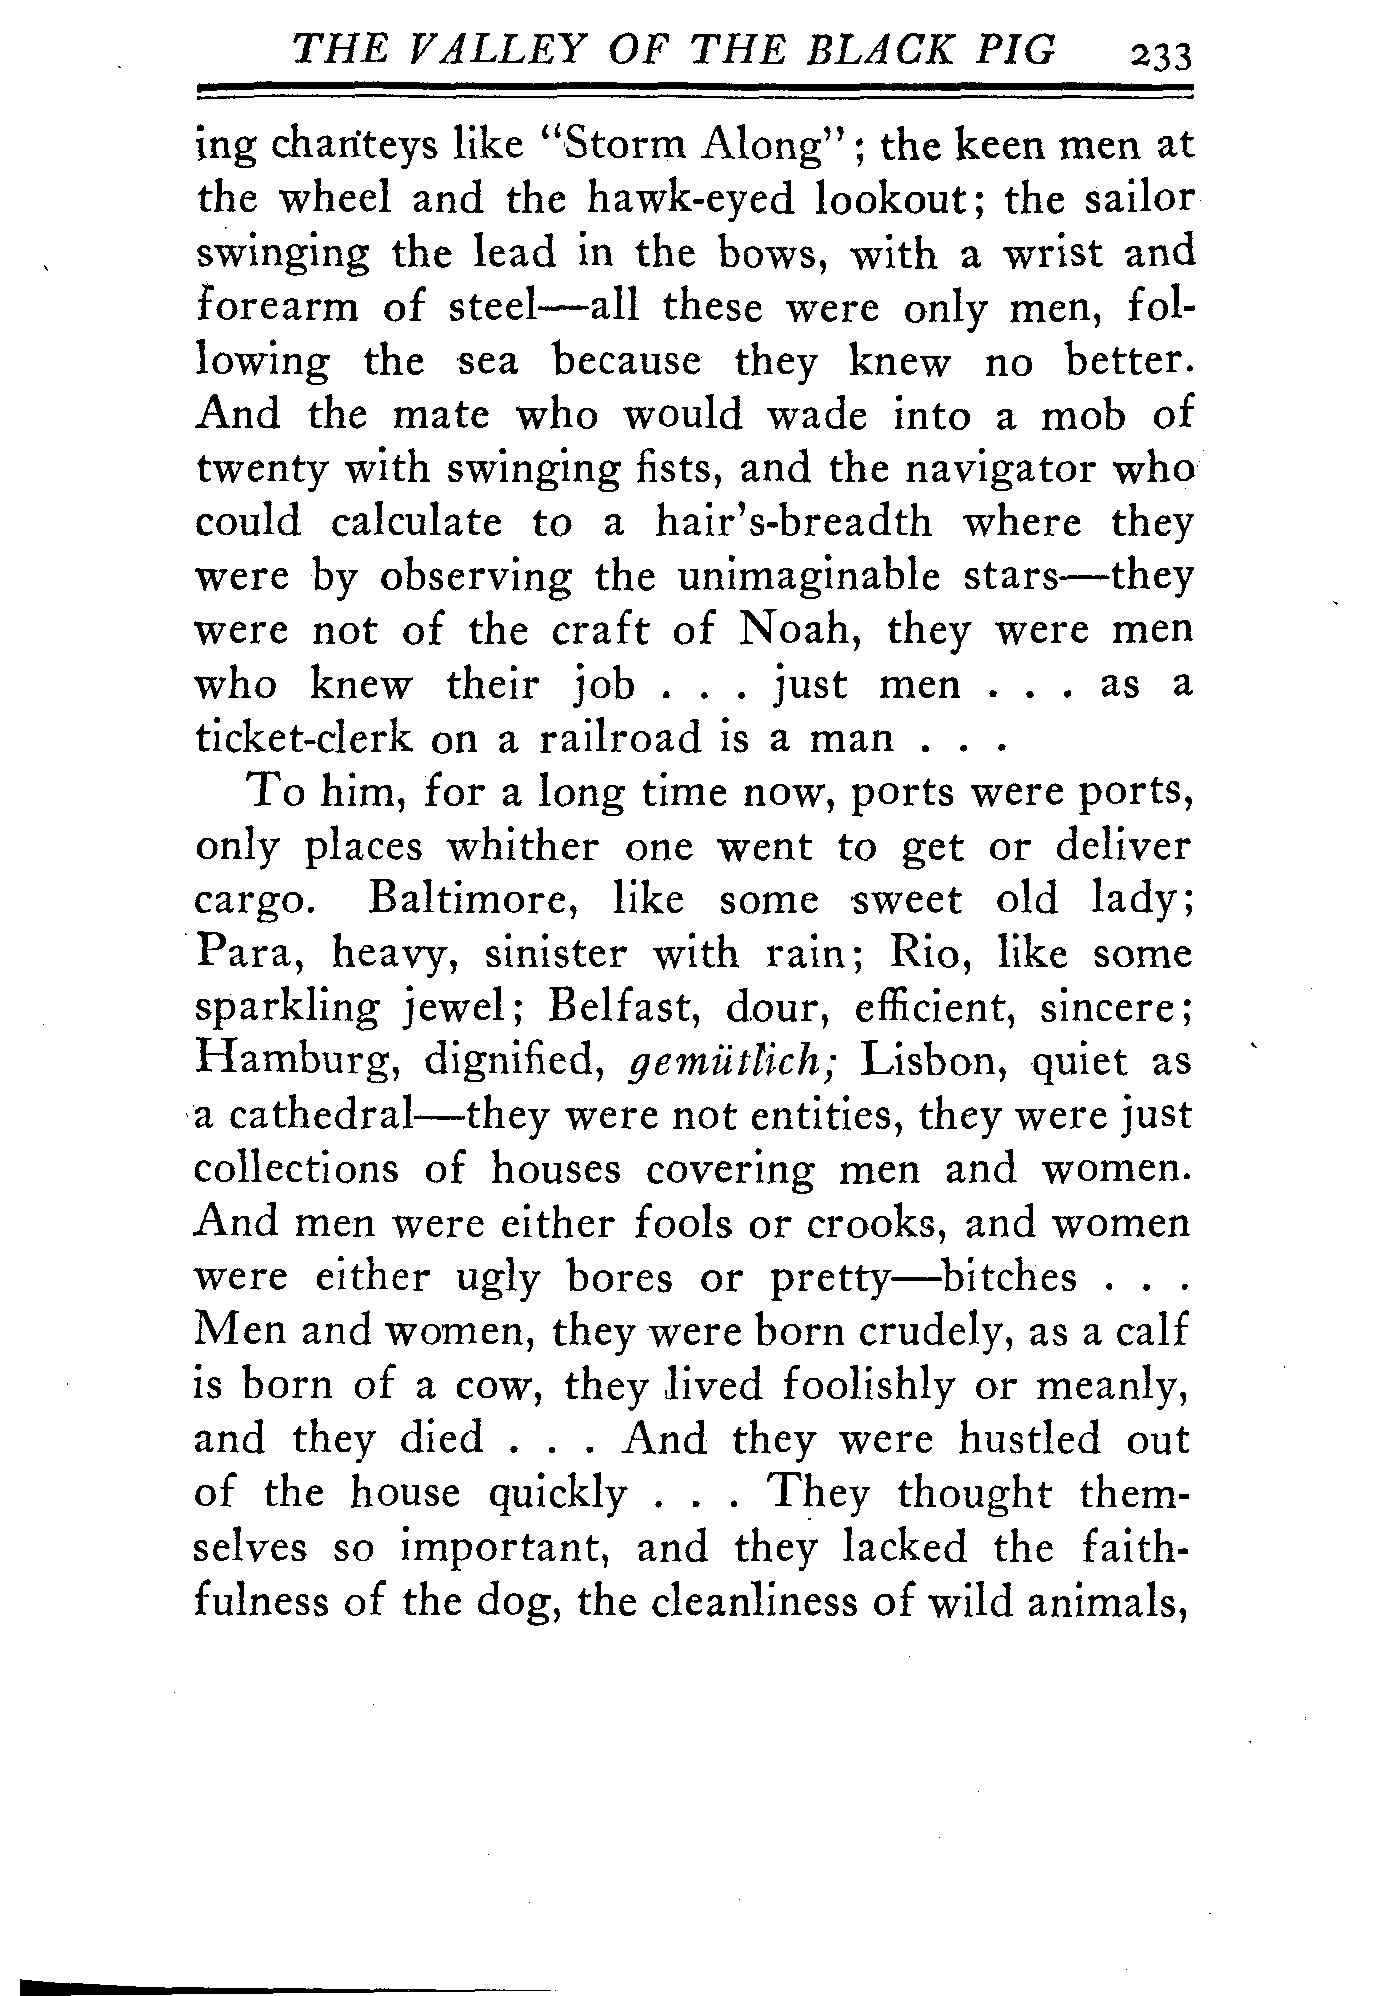 THE VALLEY OF THE BLACK PIG 233
ing chanteys like "Storm Along"; the keen men at
the wheel and the hawk-eyed lookout; the sailor
swinging the lead in the bows, with a wrist and
forearm of steel—all these were only men, fol-
lowing the sea because they knew no better.
And the mate who would wade into a mob of
twenty with swinging fists, and the navigator who
could calculate to a hair's-breadth where they
were by observing the unimaginable stars—they
were not of the craft of Noah, they were men
who knew their job . . . just men . . . as a
ticket-clerk on a railroad is a man . . .
To him, for a long time now, ports were ports,
only places whither one went to get or deliver
cargo. Baltimore, like some sweet old lady;
Para, heavy, sinister with rain; Rio, like some
sparkling jewel; Belfast, dour, efficient, sincere;
Hamburg, dignified, gemütlich; Lisbon, quiet as
a cathedral—they were not entities, they were just
collections of houses covering men and women.
And men were either fools or crooks, and women
were either ugly bores or pretty—bitches . . .
Men and women, they were born crudely, as a calf
is born of a cow, they lived foolishly or meanly,
and they died . . . And they were hustled out
of the house quickly . . . They thought them-
selves so important, and they lacked the faith-
fulness of the dog, the cleanliness of wild animals,